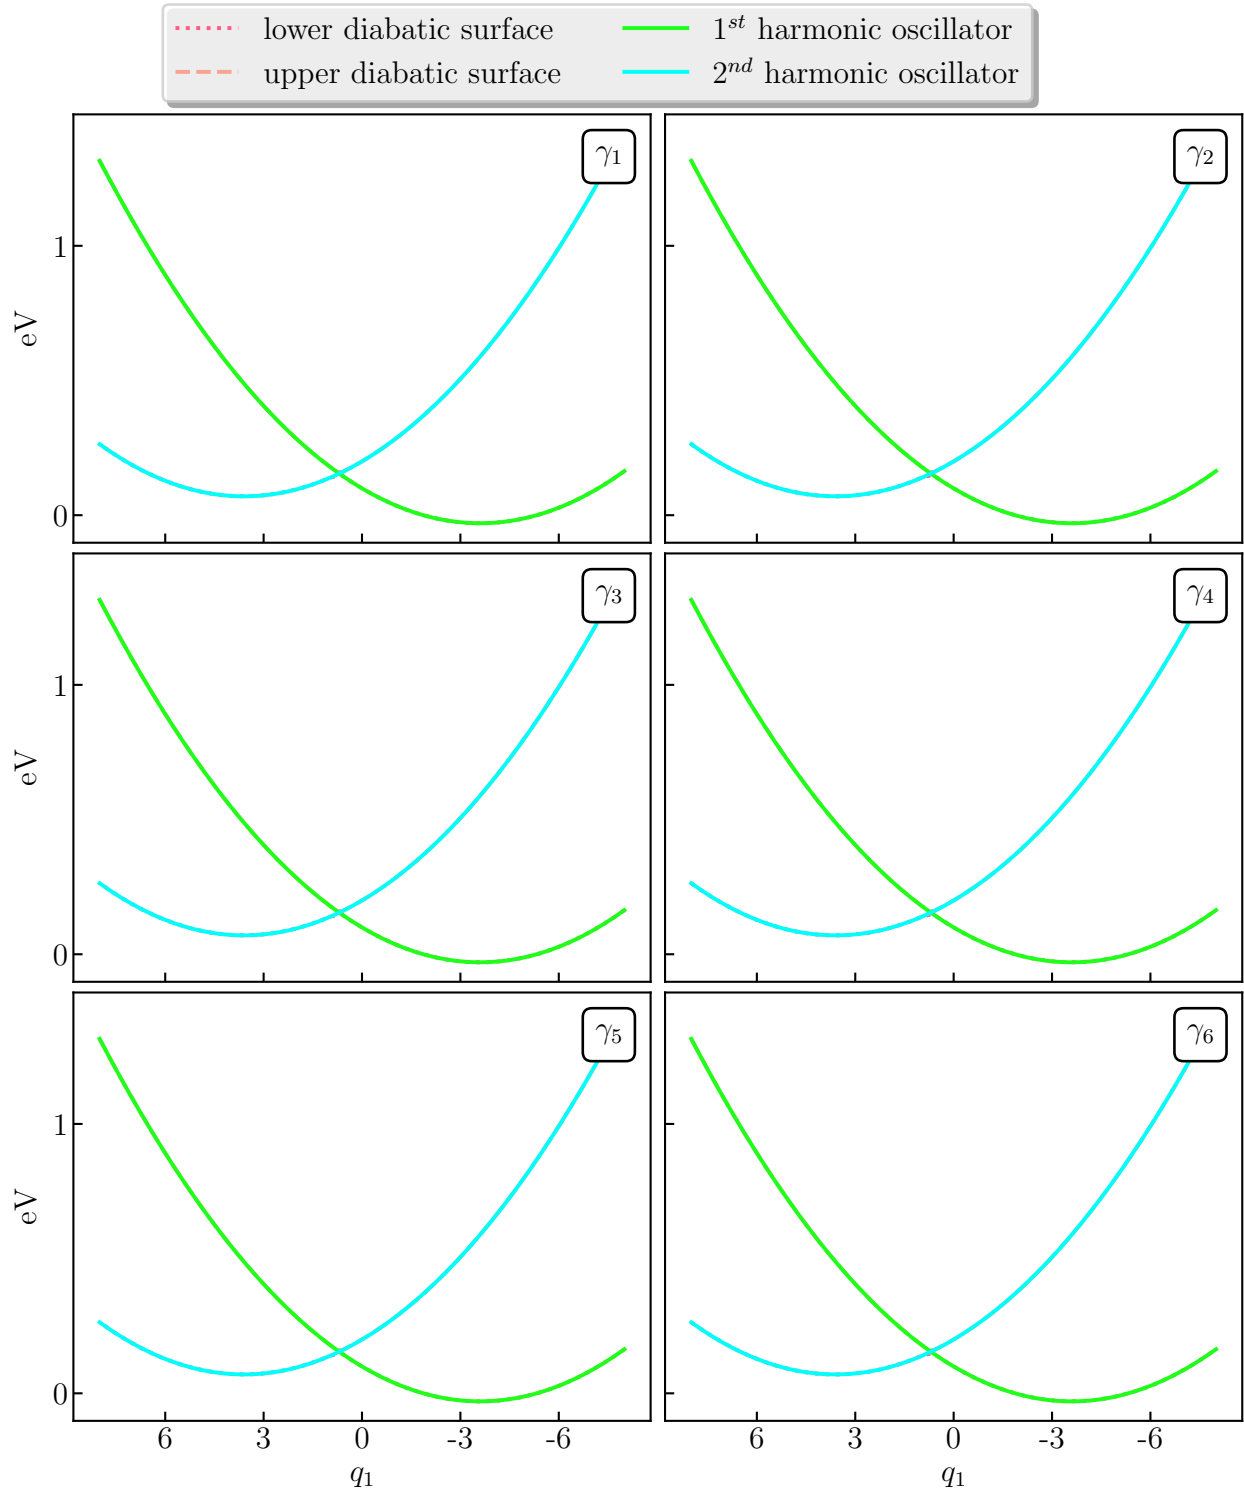 lower diabatic surface
upper diabatic surface
1st harmonic oscillator
2nd harmonic oscillator
γ1
γ2
1
0
eV
γ3
γ4
1
0
eV
γ5
γ6
1
0
eV
6 3 0 -3 -6
6 3 0 -3 -6
q1
q1